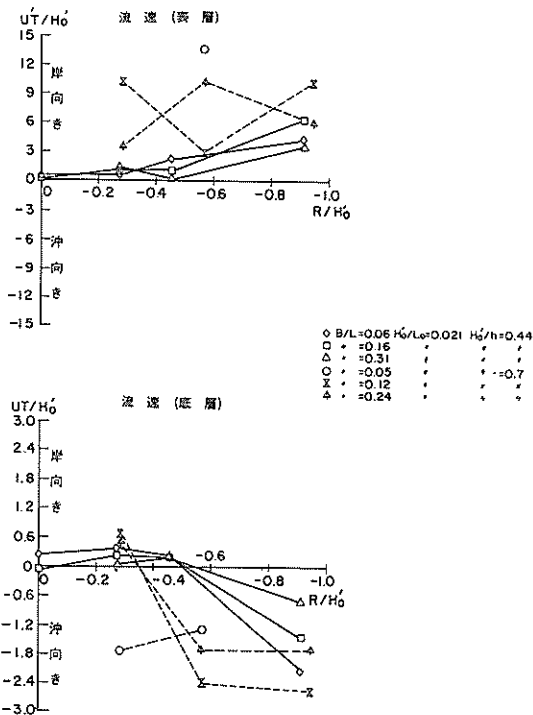 U'T/H₀' 流速(表層)
15
12
9
6
3
0
-3
-6
-9
-12
-15
岸向き
沖向き
0 -0.2 -0.4 -0.6 -0.8 -1.0
R/H₀'
◇ B/L=0.06 H₀'/L₀=0.021 H₀'/h=0.44
□ 〃 =0.16 〃 〃 〃
△ 〃 =0.31 〃 〃 〃
○ 〃 =0.05 〃 〃 =0.7
〃 =0.12 〃 〃 〃
〃 =0.24 〃 〃 〃
UT/H₀' 流速(底層)
3.0
2.4
1.8
1.2
0.6
0
-0.6
-1.2
-1.8
-2.4
-3.0
岸向き
沖向き
0 -0.2 -0.4 -0.6 -0.8 -1.0
R/H₀'